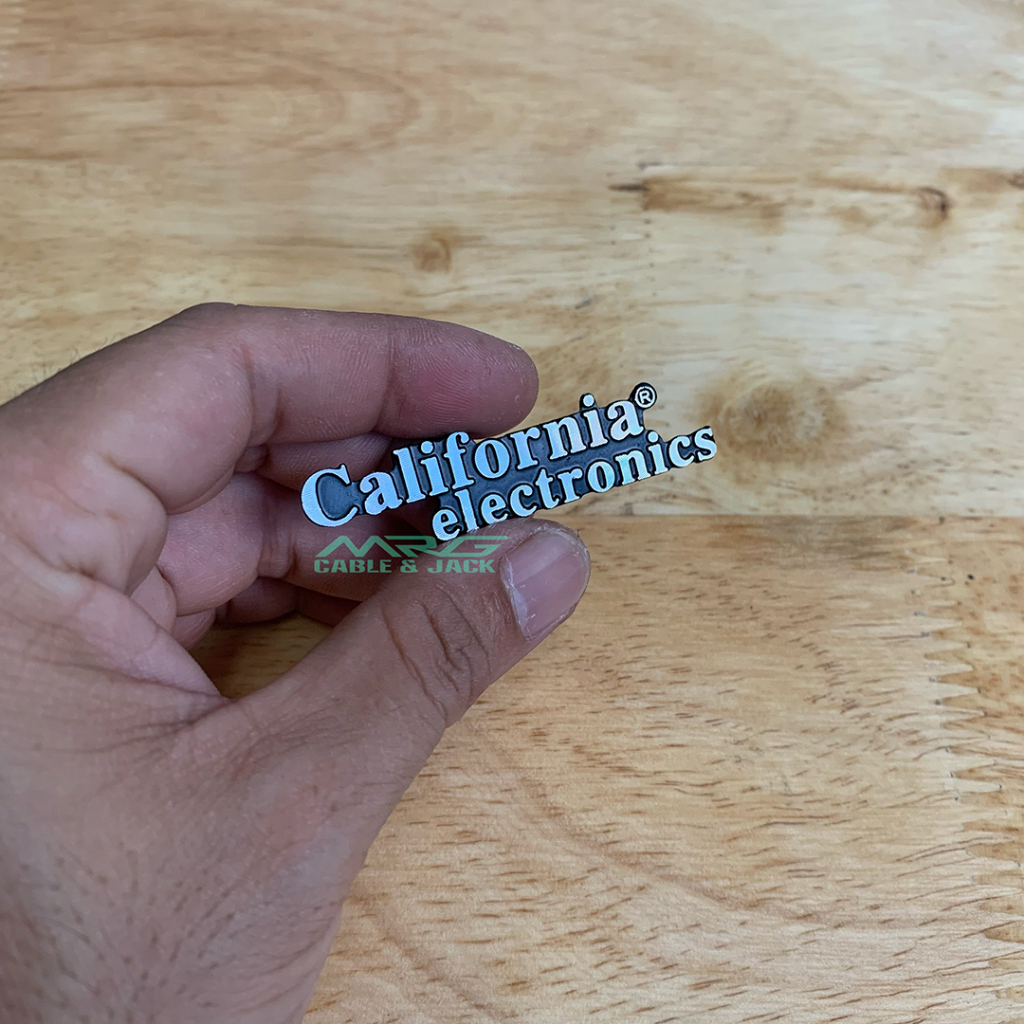 California®
electronics
MRG
CABLE & JACK